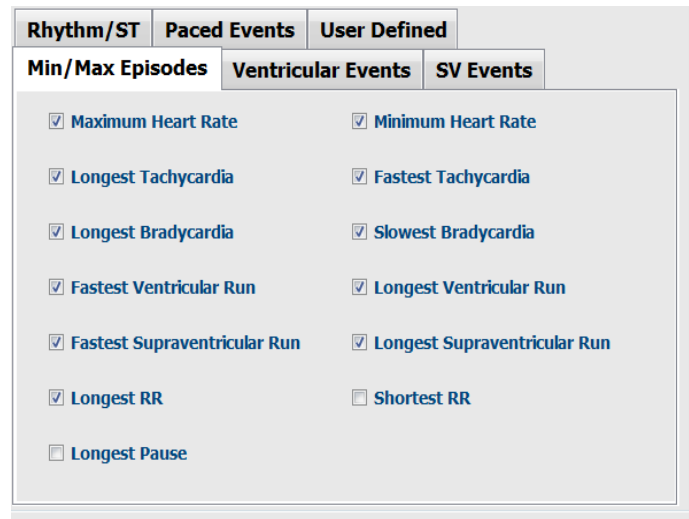 Rhythm/ST Paced Events User Defined
Min/Max Episodes Ventricular Events SV Events
Maximum Heart Rate Minimum Heart Rate
Longest Tachycardia Fastest Tachycardia
Longest Bradycardia Slowest Bradycardia
Fastest Ventricular Run Longest Ventricular Run
Fastest Supraventricular Run Longest Supraventricular Run
Longest RR Shortest RR
Longest Pause